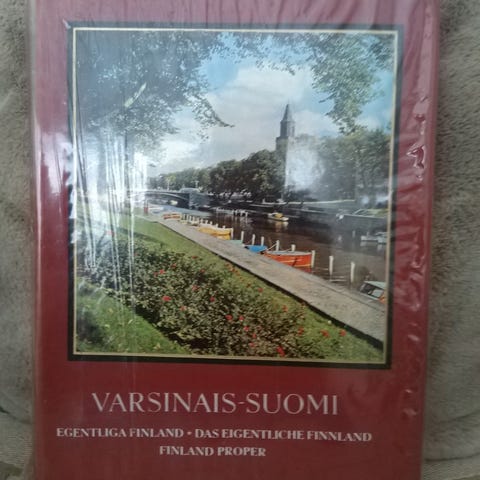 VARSINAIS-SUOMI
EGENTLIGA FINLAND • DAS EIGENTLICHE FINNLAND
FINLAND PROPER